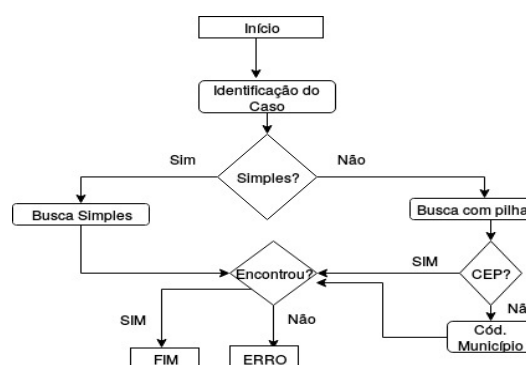 Início
Identificação do
Caso
Sim
Simples?
Não
Busca Simples
Busca com pilha
Encontrou?
SIM
CEP?
Nã
SIM
Não
Cód.
Município
FIM
ERRO